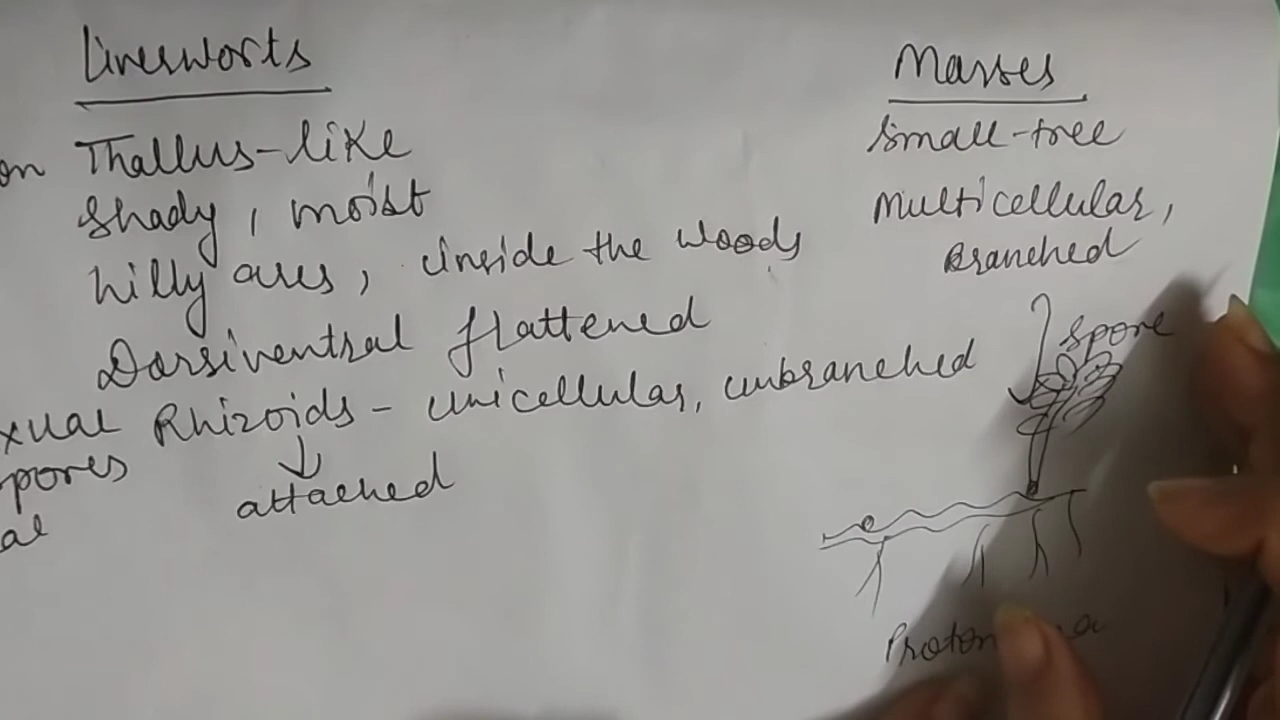 Liverworts
on Thallus-like
Shady, moist
hilly ares, inside the woods
Dorsiventral flattened
xual Rhizoids - unicellular, unbranched
pores
attached
al
Masses
Small-tree
Multicellular,
Branched
Spore